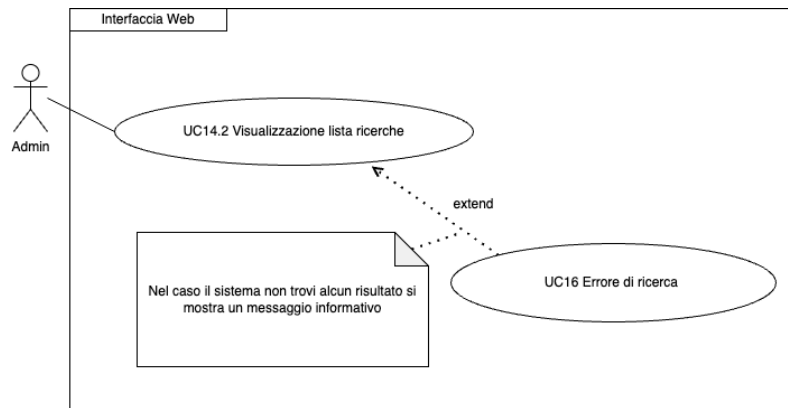 Interfaccia Web
Admin
UC14.2 Visualizzazione lista ricerche
extend
Nel caso il sistema non trovi alcun risultato si
mostra un messaggio informativo
UC16 Errore di ricerca